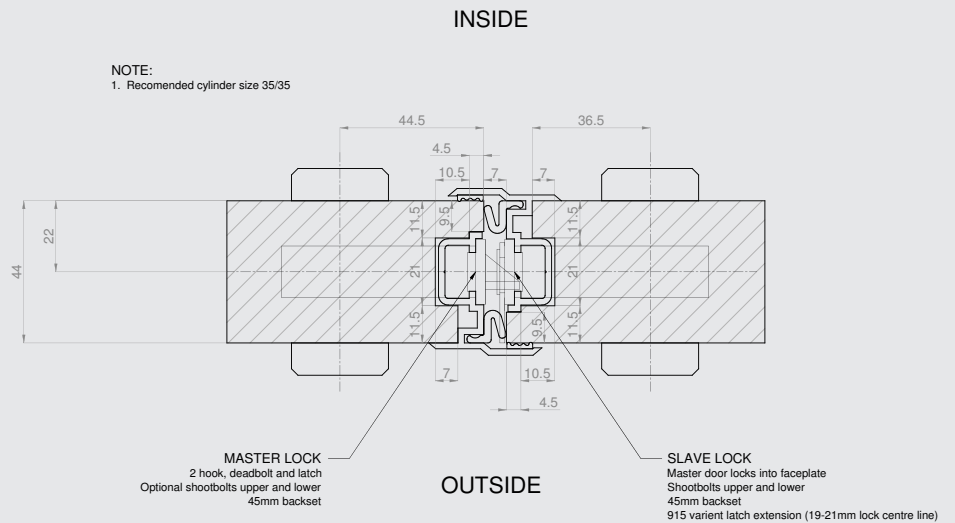 INSIDE
NOTE:
1. Recomended cylinder size 35/35
44.5
36.5
4.5
10.5
7
7
9.5
11.5
11.5
22
44
21
21
11.5
9.5
11.5
7
10.5
4.5
MASTER LOCK
2 hook, deadbolt and latch
Optional shootbolts upper and lower
45mm backset
OUTSIDE
SLAVE LOCK
Master door locks into faceplate
Shootbolts upper and lower
45mm backset
915 varient latch extension (19-21mm lock centre line)